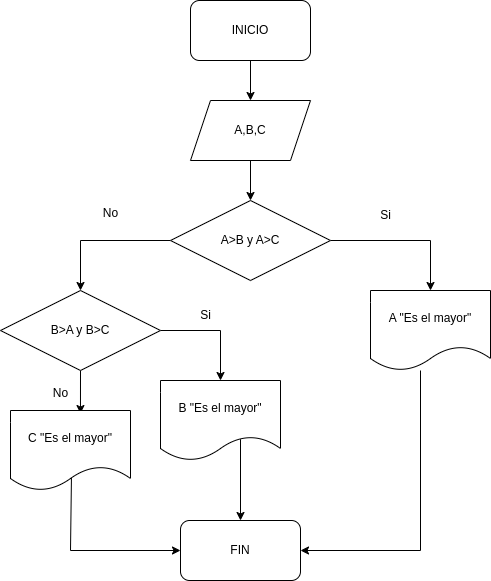 INICIO
A,B,C
No
Si
A>B y A>C
B>A y B>C
Si
A "Es el mayor"
No
B "Es el mayor"
C "Es el mayor"
FIN